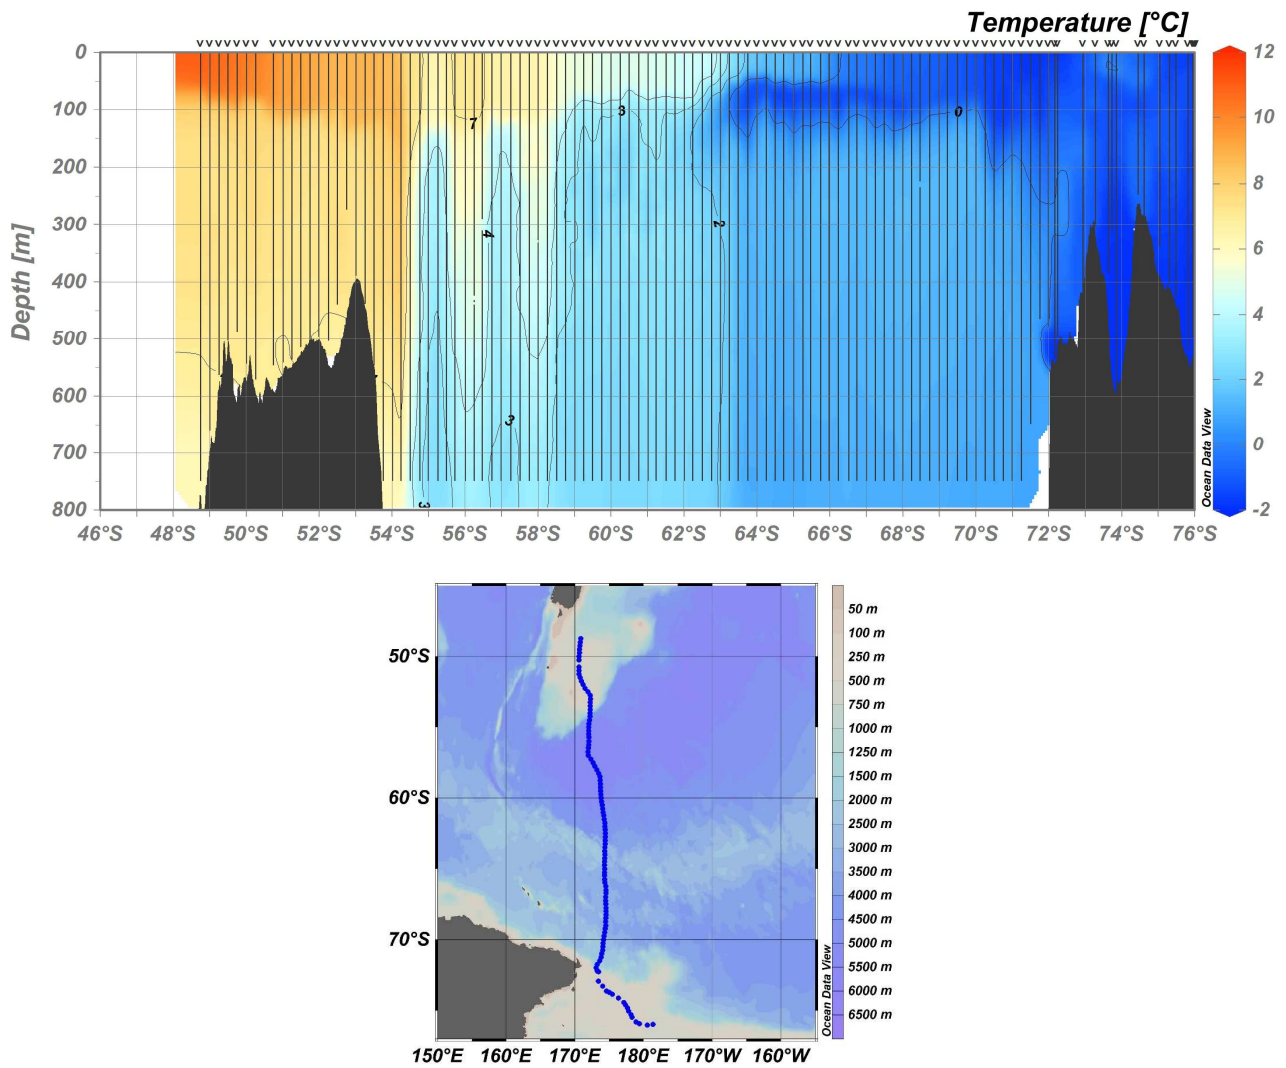 Temperature [°C]
0
100
200
300
400
500
600
700
800
Depth [m]
46°S 48°S 50°S 52°S 54°S 56°S 58°S 60°S 62°S 64°S 66°S 68°S 70°S 72°S 74°S 76°S
7
3
0
4
2
3
3
12
10
8
6
4
2
0
-2
Ocean Data View
50°S
60°S
70°S
150°E 160°E 170°E 180°E 170°W 160°W
50 m
100 m
250 m
500 m
750 m
1000 m
1250 m
1500 m
2000 m
2500 m
3000 m
3500 m
4000 m
4500 m
5000 m
5500 m
6000 m
6500 m
Ocean Data View